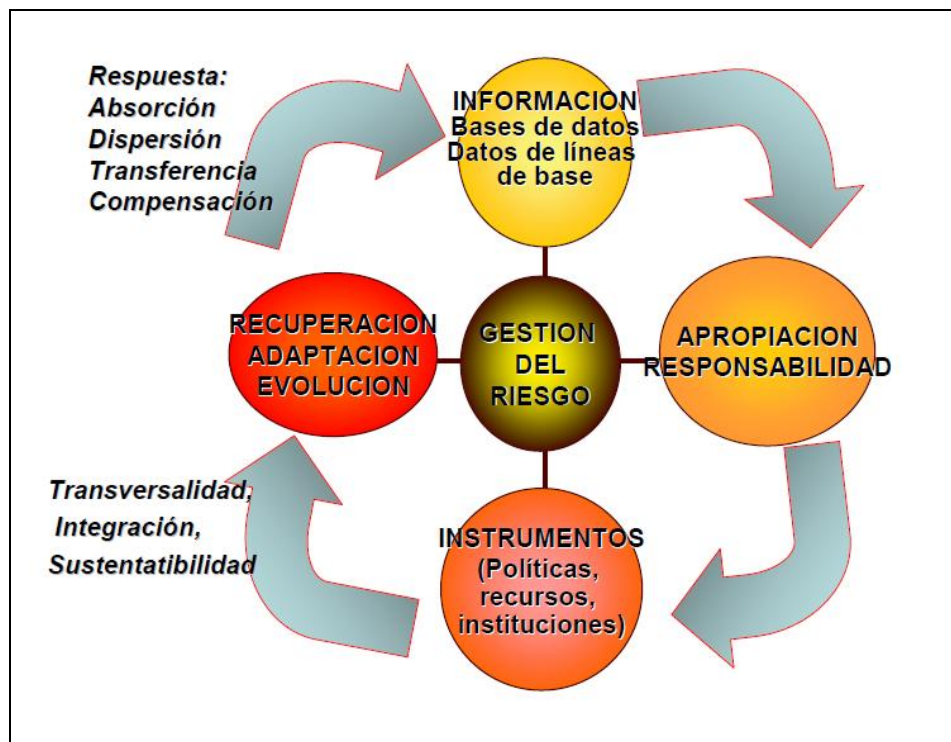 Respuesta:
Absorción
Dispersión
Transferencia
Compensación
INFORMACION
Bases de datos
Datos de líneas
de base
RECUPERACION
ADAPTACION
EVOLUCION
GESTION
DEL
RIESGO
APROPIACION
RESPONSABILIDAD
Transversalidad,
Integración,
Sustentatibilidad
INSTRUMENTOS
(Políticas,
recursos,
instituciones)